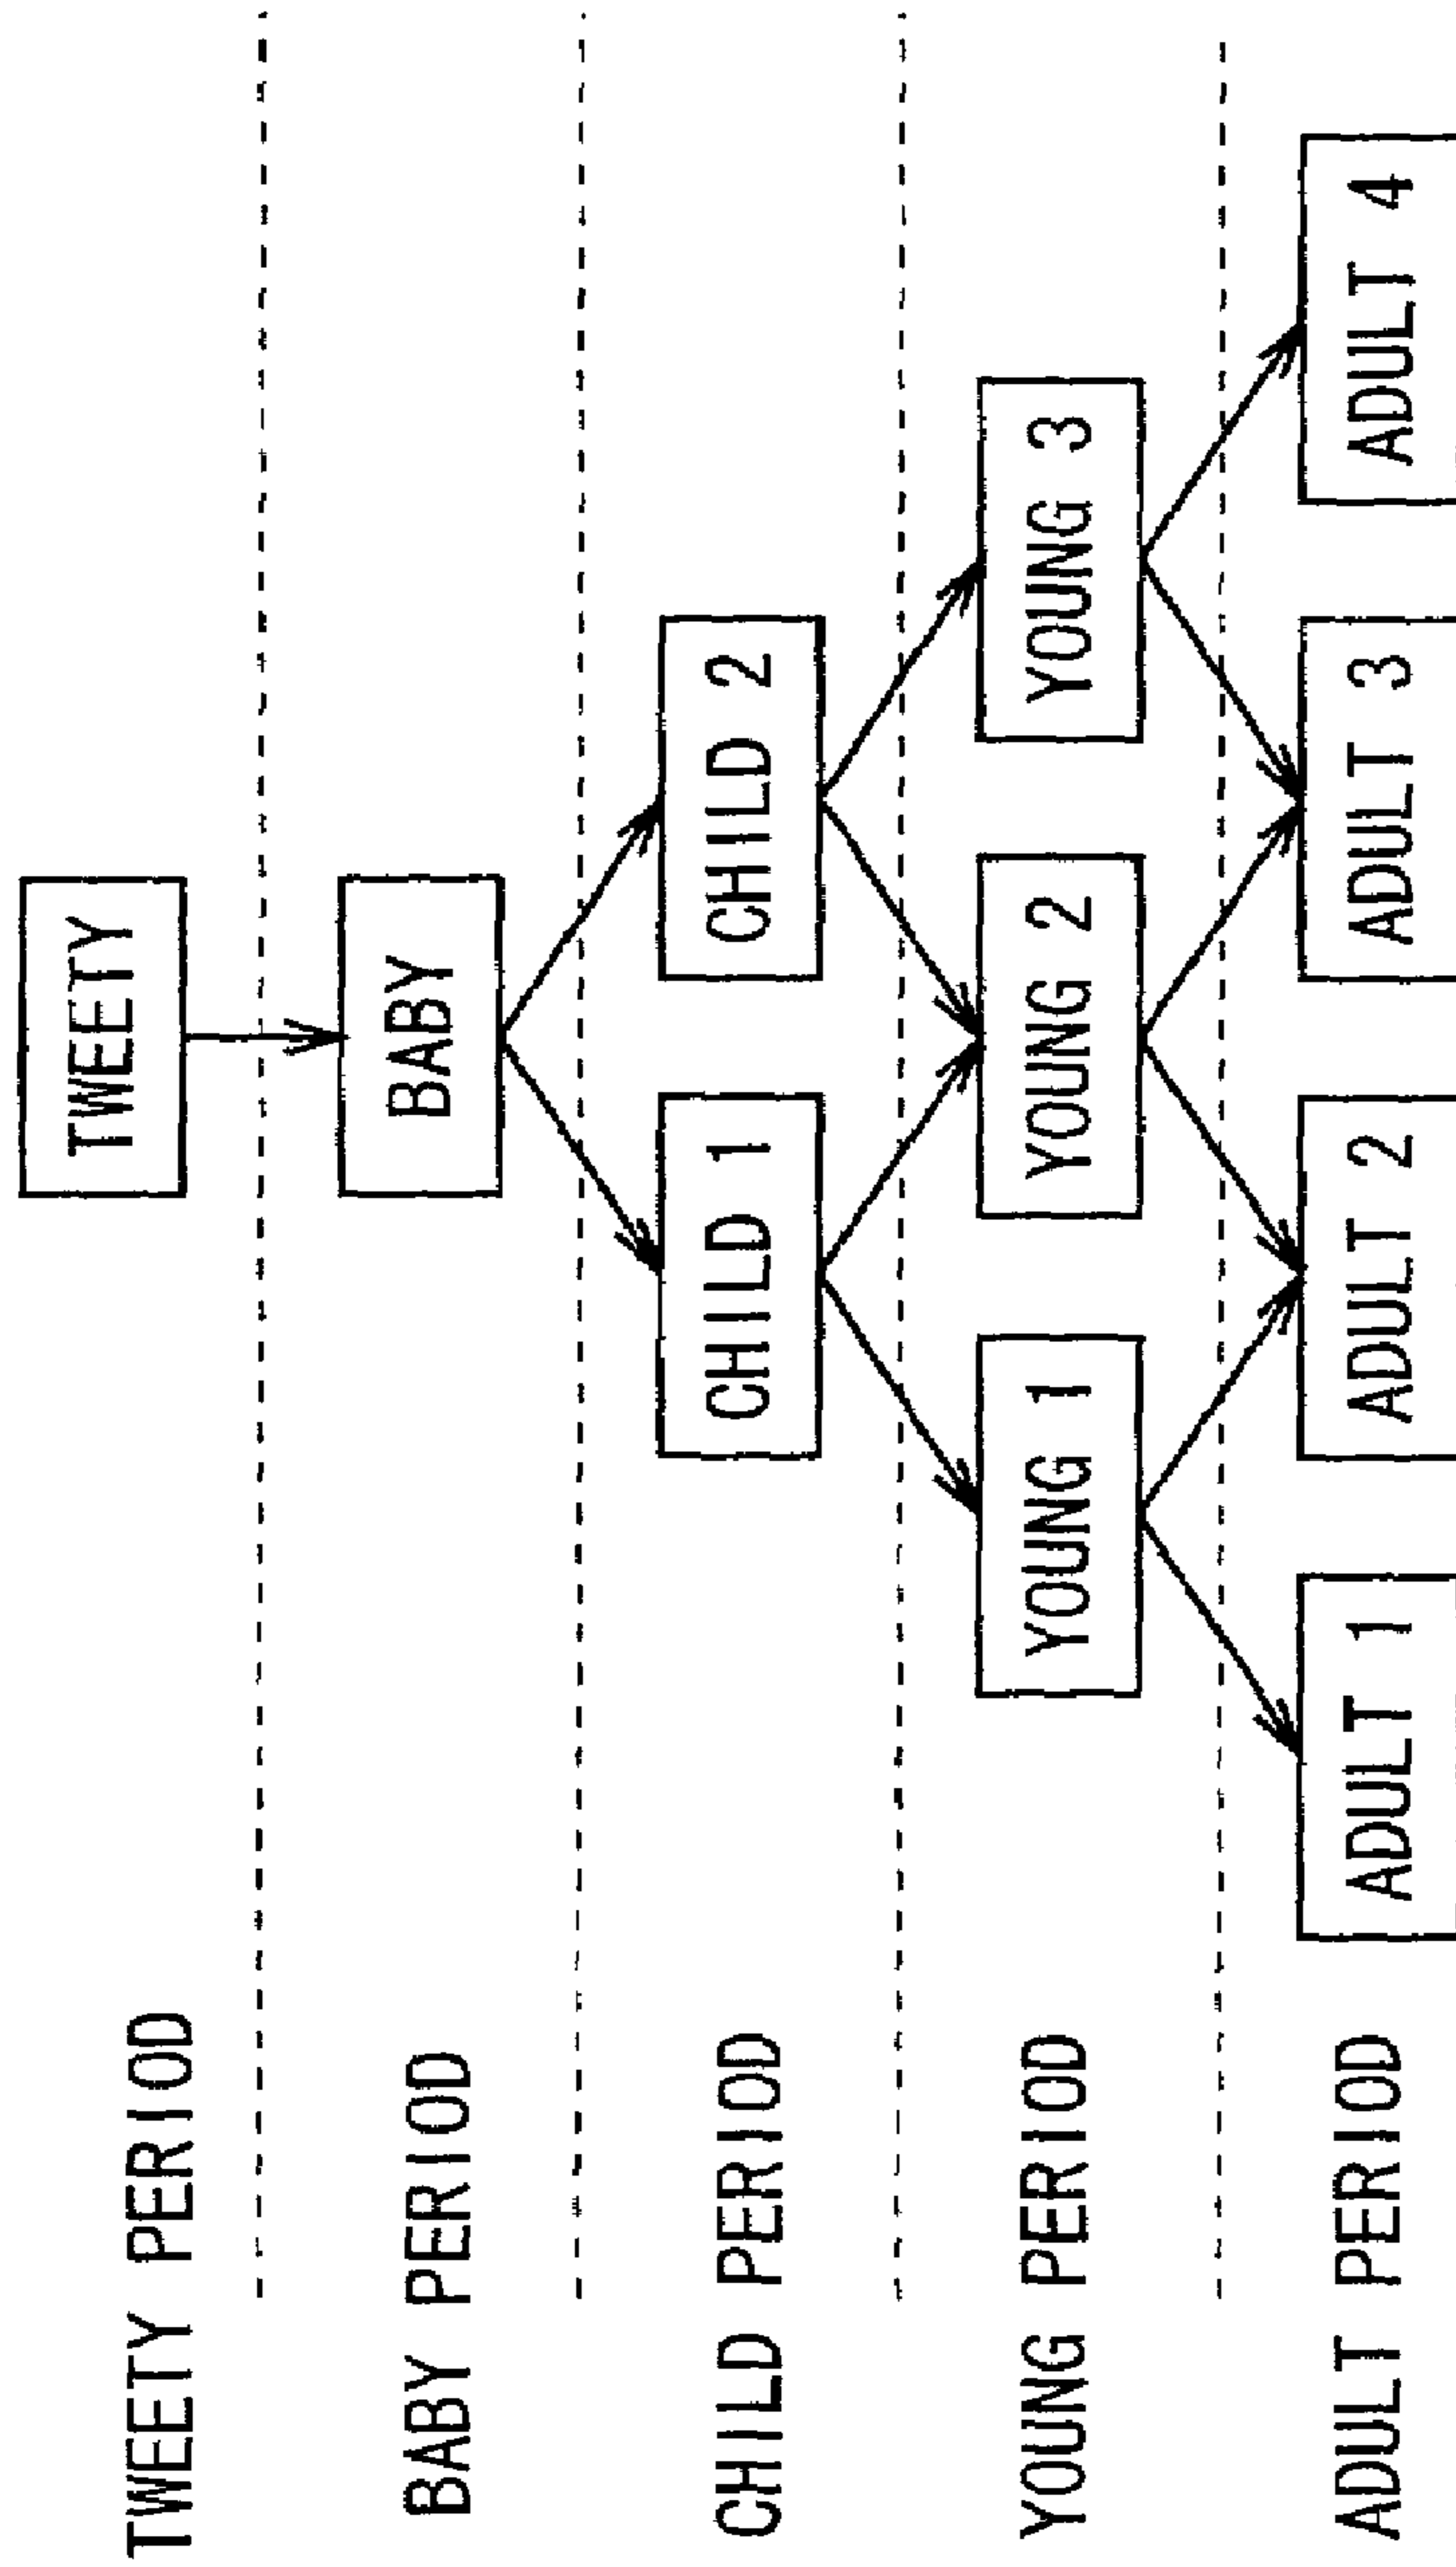 TWEETY PERIOD
TWEETY
BABY PERIOD
BABY
CHILD PERIOD
CHILD 1
CHILD 2
YOUNG PERIOD
YOUNG 1
YOUNG 2
YOUNG 3
ADULT PERIOD
ADULT 1
ADULT 2
ADULT 3
ADULT 4